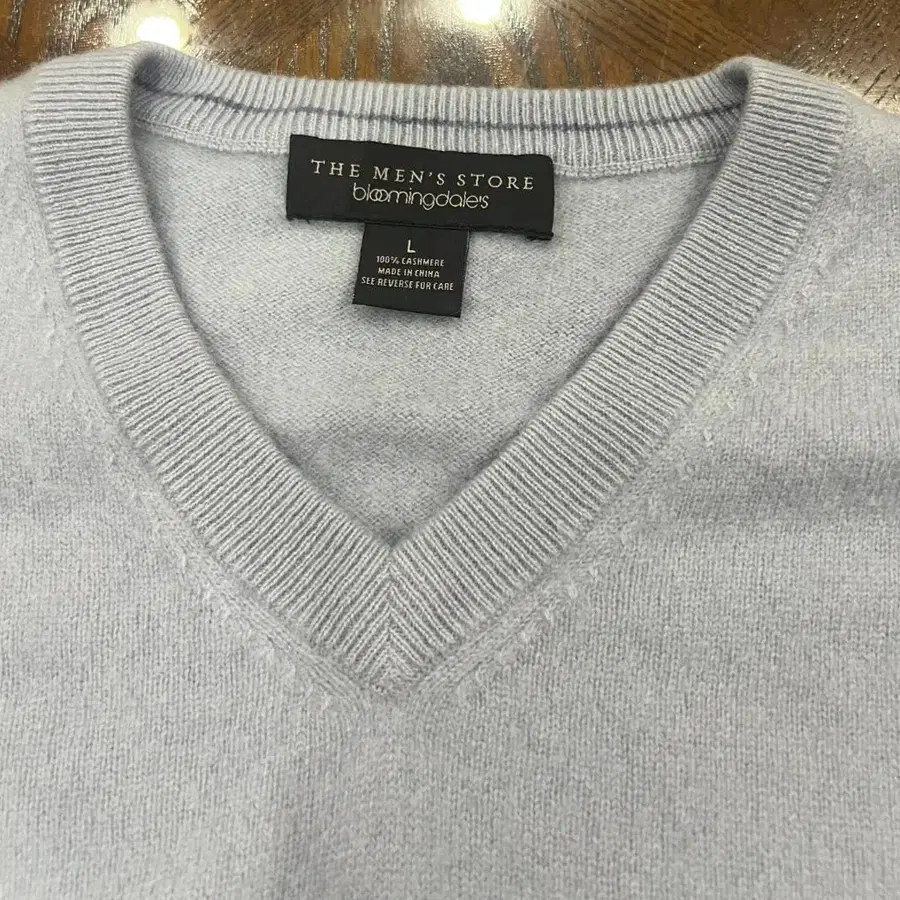 THE MEN'S STORE
bloomingdale's
L
100% CASHMERE
MADE IN CHINA
SEE REVERSE FOR CARE